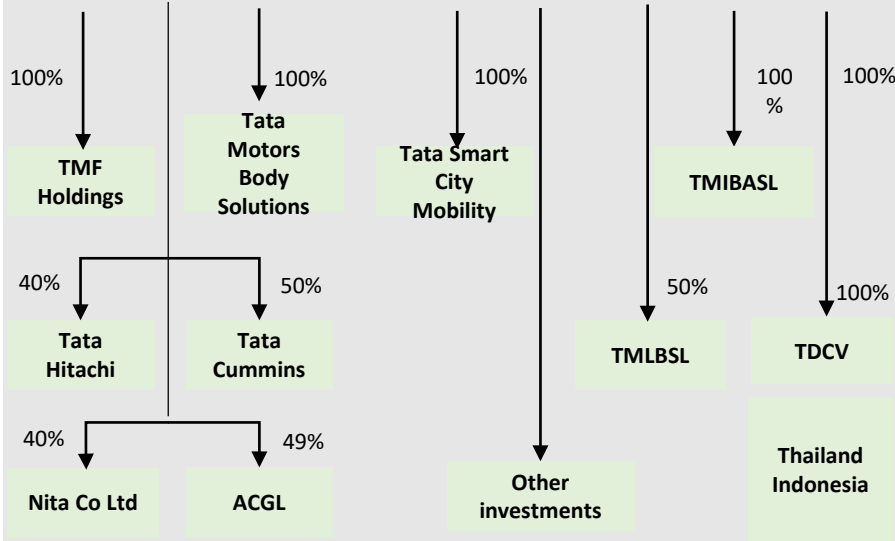 100%
100%
100%
100
%
100%
TMF
Holdings
Tata
Motors
Body
Solutions
Tata Smart
City
Mobility
TMIBASL
40%
50%
50%
100%
Tata
Hitachi
Tata
Cummins
TMLBSL
TDCV
40%
49%
Nita Co Ltd
ACGL
Other
investments
Thailand
Indonesia